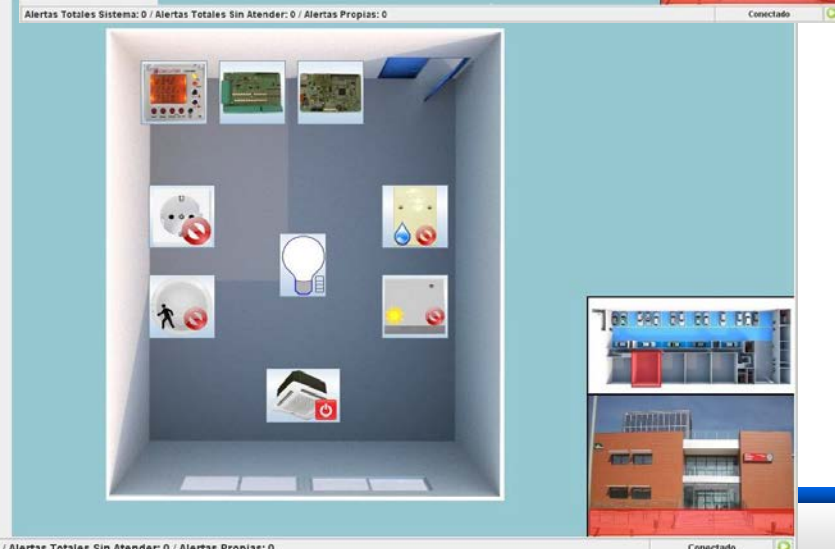 Alertas Totales Sistema: 0 / Alertas Totales Sin Atender: 0 / Alertas Propias: 0 Conectado
/ Alertas Totales Sin Atender: 0 / Alertas Propias: 0 Conectado